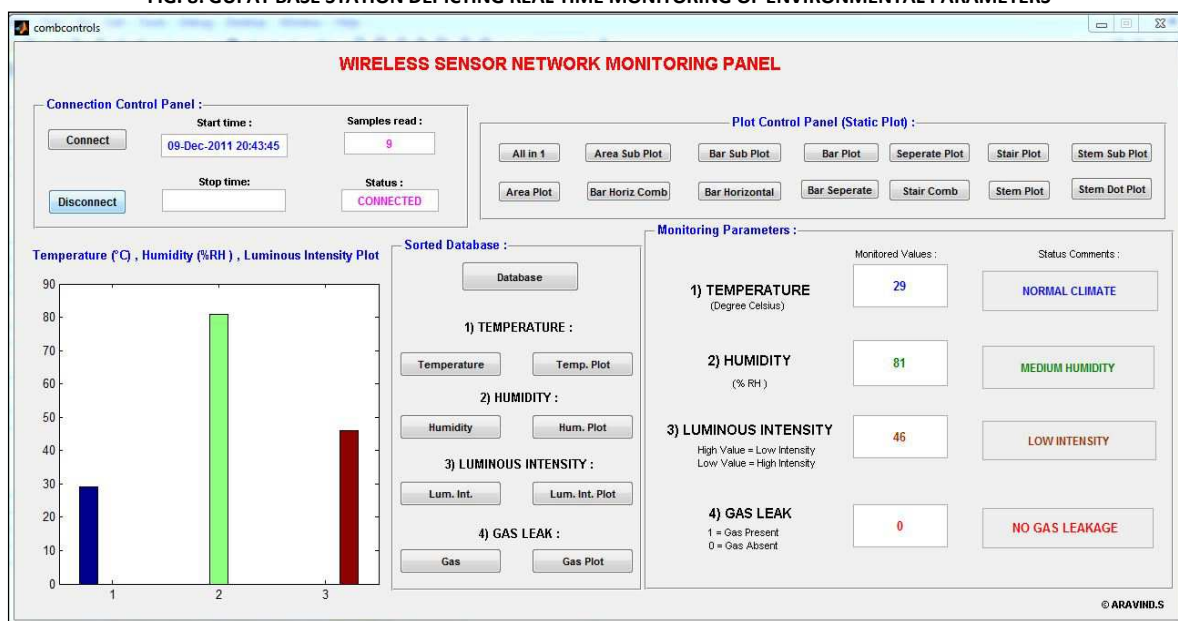 FIG. 8. GUI AT BASE STATION DEPICTING REAL TIME MONITORING OF ENVIRONMENTAL PARAMETERS
combcontrols
WIRELESS SENSOR NETWORK MONITORING PANEL
Connection Control Panel :
Start time :
Samples read :
Connect
09-Dec-2011 20:43:45
9
Stop time:
Status :
Disconnect
CONNECTED
Plot Control Panel (Static Plot) :
All in 1
Area Sub Plot
Bar Sub Plot
Bar Plot
Seperate Plot
Stair Plot
Stem Sub Plot
Area Plot
Bar Horiz Comb
Bar Horizontal
Bar Seperate
Stair Comb
Stem Plot
Stem Dot Plot
Temperature (°C) , Humidity (%RH ) , Luminous Intensity Plot
90
80
70
60
50
40
30
20
10
0
1
2
3
Sorted Database :
Database
1) TEMPERATURE :
Temperature
Temp. Plot
2) HUMIDITY :
Humidity
Hum. Plot
3) LUMINOUS INTENSITY :
Lum. Int.
Lum. Int. Plot
4) GAS LEAK :
Gas
Gas Plot
Monitoring Parameters :
Monitored Values :
Status Comments :
1) TEMPERATURE
(Degree Celsius)
29
NORMAL CLIMATE
2) HUMIDITY
(% RH )
81
MEDIUM HUMIDITY
3) LUMINOUS INTENSITY
High Value = Low Intensity
Low Value = High Intensity
46
LOW INTENSITY
4) GAS LEAK
1 = Gas Present
0 = Gas Absent
0
NO GAS LEAKAGE
© ARAVIND.S